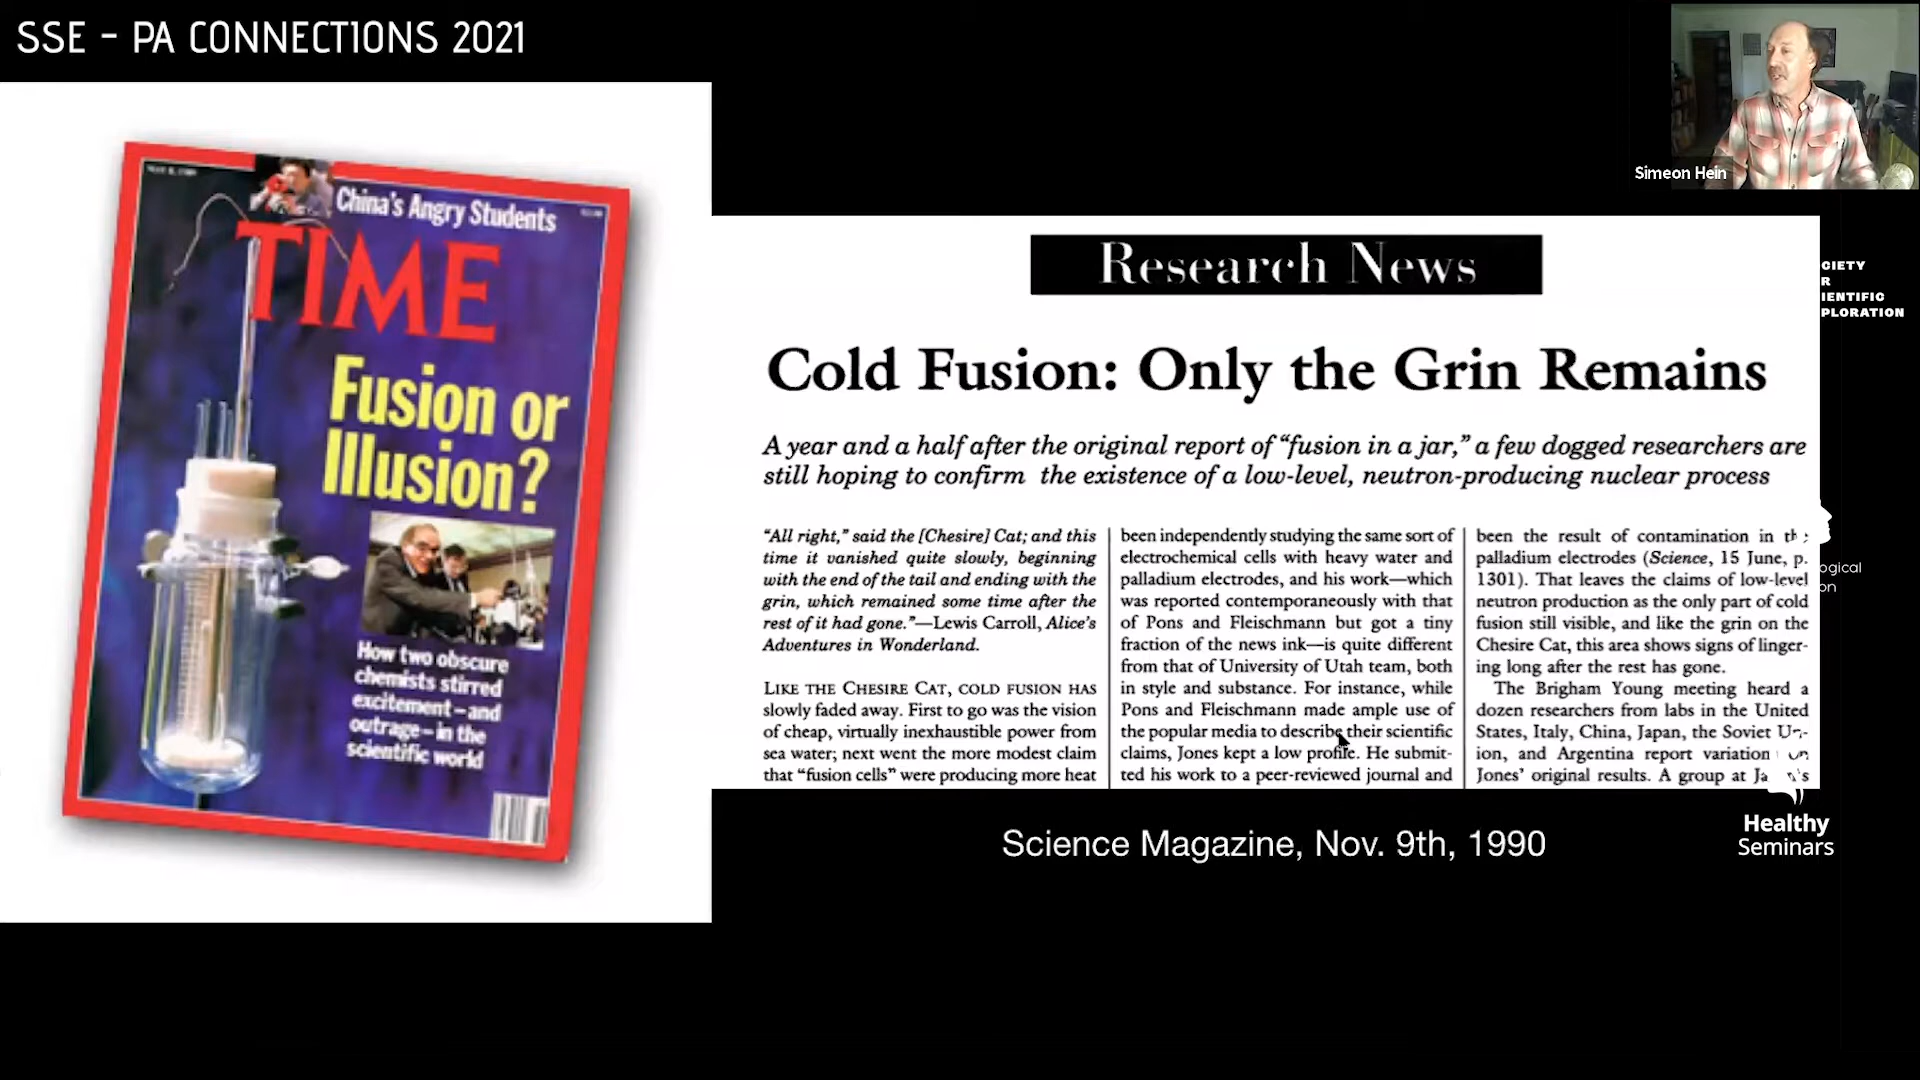 SSE - PA CONNECTIONS 2021
Simeon Hein
China's Angry Students
TIME
Fusion or
Illusion?
How two obscure
chemists stirred
excitement – and
outrage – in the
scientific world
Research News
Cold Fusion: Only the Grin Remains
A year and a half after the original report of “fusion in a jar,” a few dogged researchers are
still hoping to confirm the existence of a low-level, neutron-producing nuclear process
“All right,” said the [Chesire] Cat; and this
time it vanished quite slowly, beginning
with the end of the tail and ending with the
grin, which remained some time after the
rest of it had gone.”—Lewis Carroll, Alice's
Adventures in Wonderland.
LIKE THE CHESIRE CAT, COLD FUSION HAS
slowly faded away. First to go was the vision
of cheap, virtually inexhaustible power from
sea water; next went the more modest claim
that “fusion cells” were producing more heat
been independently studying the same sort of
electrochemical cells with heavy water and
palladium electrodes, and his work—which
was reported contemporaneously with that
of Pons and Fleischmann but got a tiny
fraction of the news ink—is quite different
from that of University of Utah team, both
in style and substance. For instance, while
Pons and Fleischmann made ample use of
the popular media to describe their scientific
claims, Jones kept a low profile. He submit-
ted his work to a peer-reviewed journal and
been the result of contamination in the
palladium electrodes (Science, 15 June, p.
1301). That leaves the claims of low-level
neutron production as the only part of cold
fusion still visible, and like the grin on the
Chesire Cat, this area shows signs of linger-
ing long after the rest has gone.
The Brigham Young meeting heard a
dozen researchers from labs in the United
States, Italy, China, Japan, the Soviet Un-
ion, and Argentina report variation on
Jones' original results. A group at
CIETY
R
IENTIFIC
PLORATION
ogical
on
Science Magazine, Nov. 9th, 1990
Healthy
Seminars